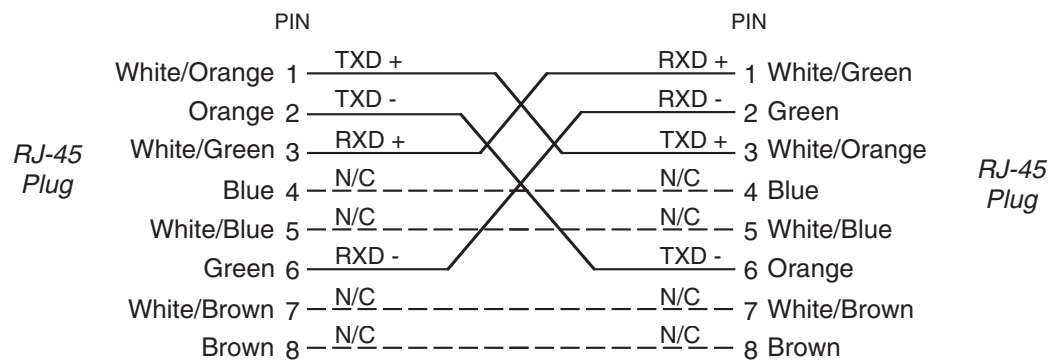 PIN PIN
White/Orange 1 TXD + RXD + 1 White/Green
Orange 2 TXD - RXD - 2 Green
White/Green 3 RXD + TXD + 3 White/Orange
RJ-45 Plug
Blue 4 N/C N/C 4 Blue
RJ-45 Plug
White/Blue 5 N/C N/C 5 White/Blue
Green 6 RXD - TXD - 6 Orange
White/Brown 7 N/C N/C 7 White/Brown
Brown 8 N/C N/C 8 Brown